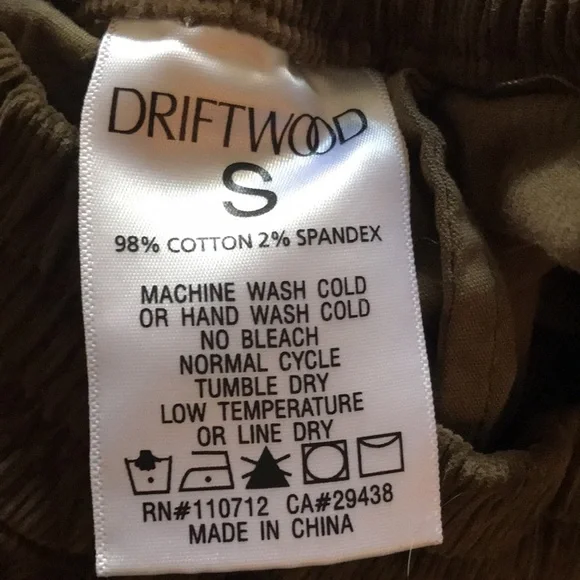 DRIFTWOOD
S
98% COTTON 2% SPANDEX
MACHINE WASH COLD
OR HAND WASH COLD
NO BLEACH
NORMAL CYCLE
TUMBLE DRY
LOW TEMPERATURE
OR LINE DRY
RN#110712 CA#29438
MADE IN CHINA